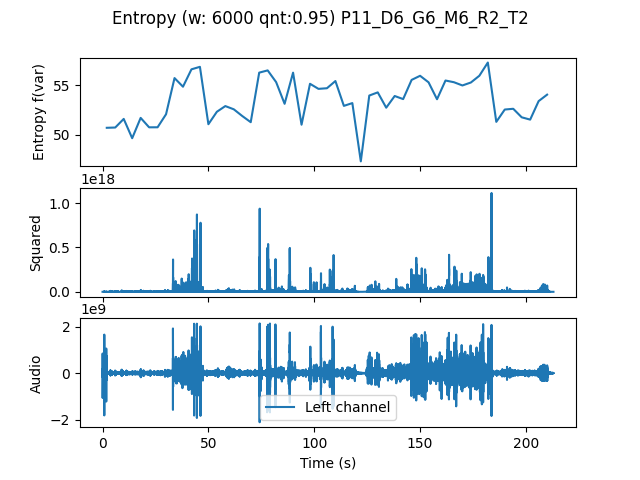 Entropy (w: 6000 qnt:0.95) P11_D6_G6_M6_R2_T2
Entropy f(var)
55
50
1e18
Squared
1.0
0.5
0.0
1e9
Audio
2
0
−2
Left channel
0 50 100 150 200
Time (s)